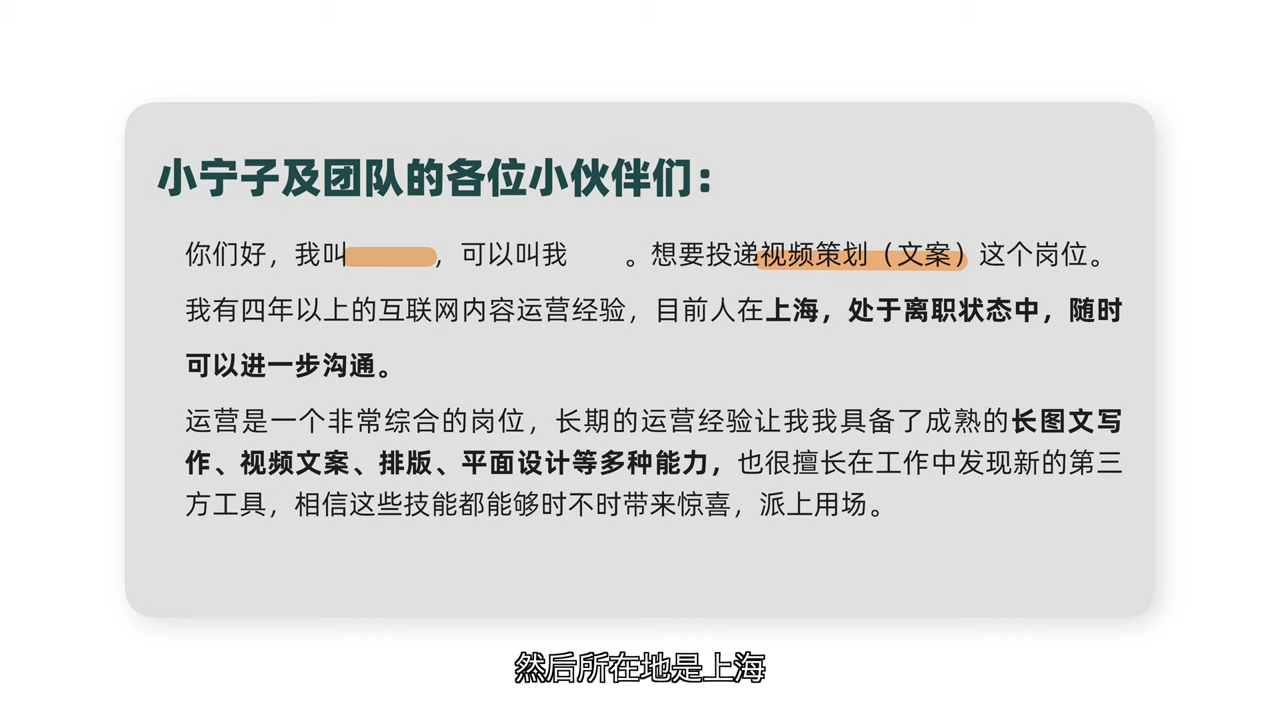 小宁子及团队的各位小伙伴们：
你们好，我叫，可以叫我。想要投递视频策划（文案）这个岗位。
我有四年以上的互联网内容运营经验，目前人在上海，处于离职状态中，随时
可以进一步沟通。
运营是一个非常综合的岗位，长期的运营经验让我我具备了成熟的长图文写
作、视频文案、排版、平面设计等多种能力，也很擅长在工作中发现新的第三
方工具，相信这些技能都能够时不时带来惊喜，派上用场。
然后所在地是上海